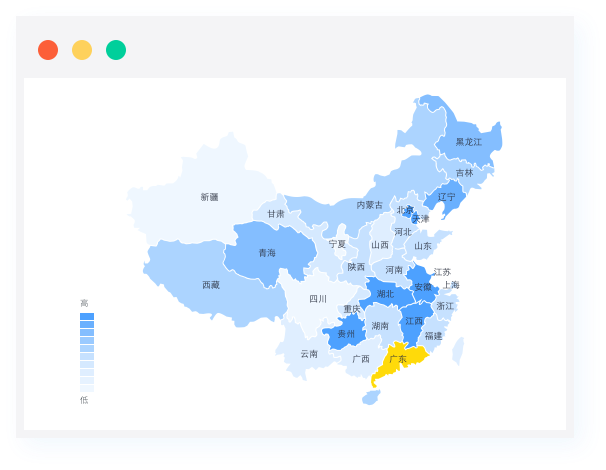 黑龙江
吉林
辽宁
新疆
内蒙古
北京
甘肃
天津
河北
宁夏
山西
山东
青海
陕西
河南
江苏
西藏
上海
安徽
湖北
四川
高
浙江
重庆
江西
湖南
贵州
福建
云南
广西
广东
低